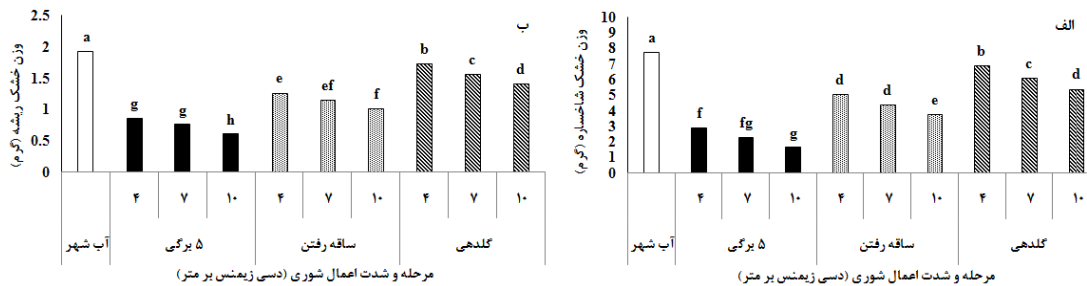 الف
وزن خشک شاخساره (گرم)
10
9
8
7
6
5
4
3
2
1
0
a
f
fg
g
d
d
e
b
c
d
۴ ۷ ۱۰ ۴ ۷ ۱۰ ۴ ۷ ۱۰
آب شهر ۵ برگی ساقه رفتن گلدهی
مرحله و شدت اعمال شوری (دسی زیمنس بر متر)
ب
وزن خشک ریشه (گرم)
2.5
2
1.5
1
0.5
0
a
g
g
h
e
ef
f
b
c
d
۴ ۷ ۱۰ ۴ ۷ ۱۰ ۴ ۷ ۱۰
آب شهر ۵ برگی ساقه رفتن گلدهی
مرحله و شدت اعمال شوری (دسی زیمنس بر متر)